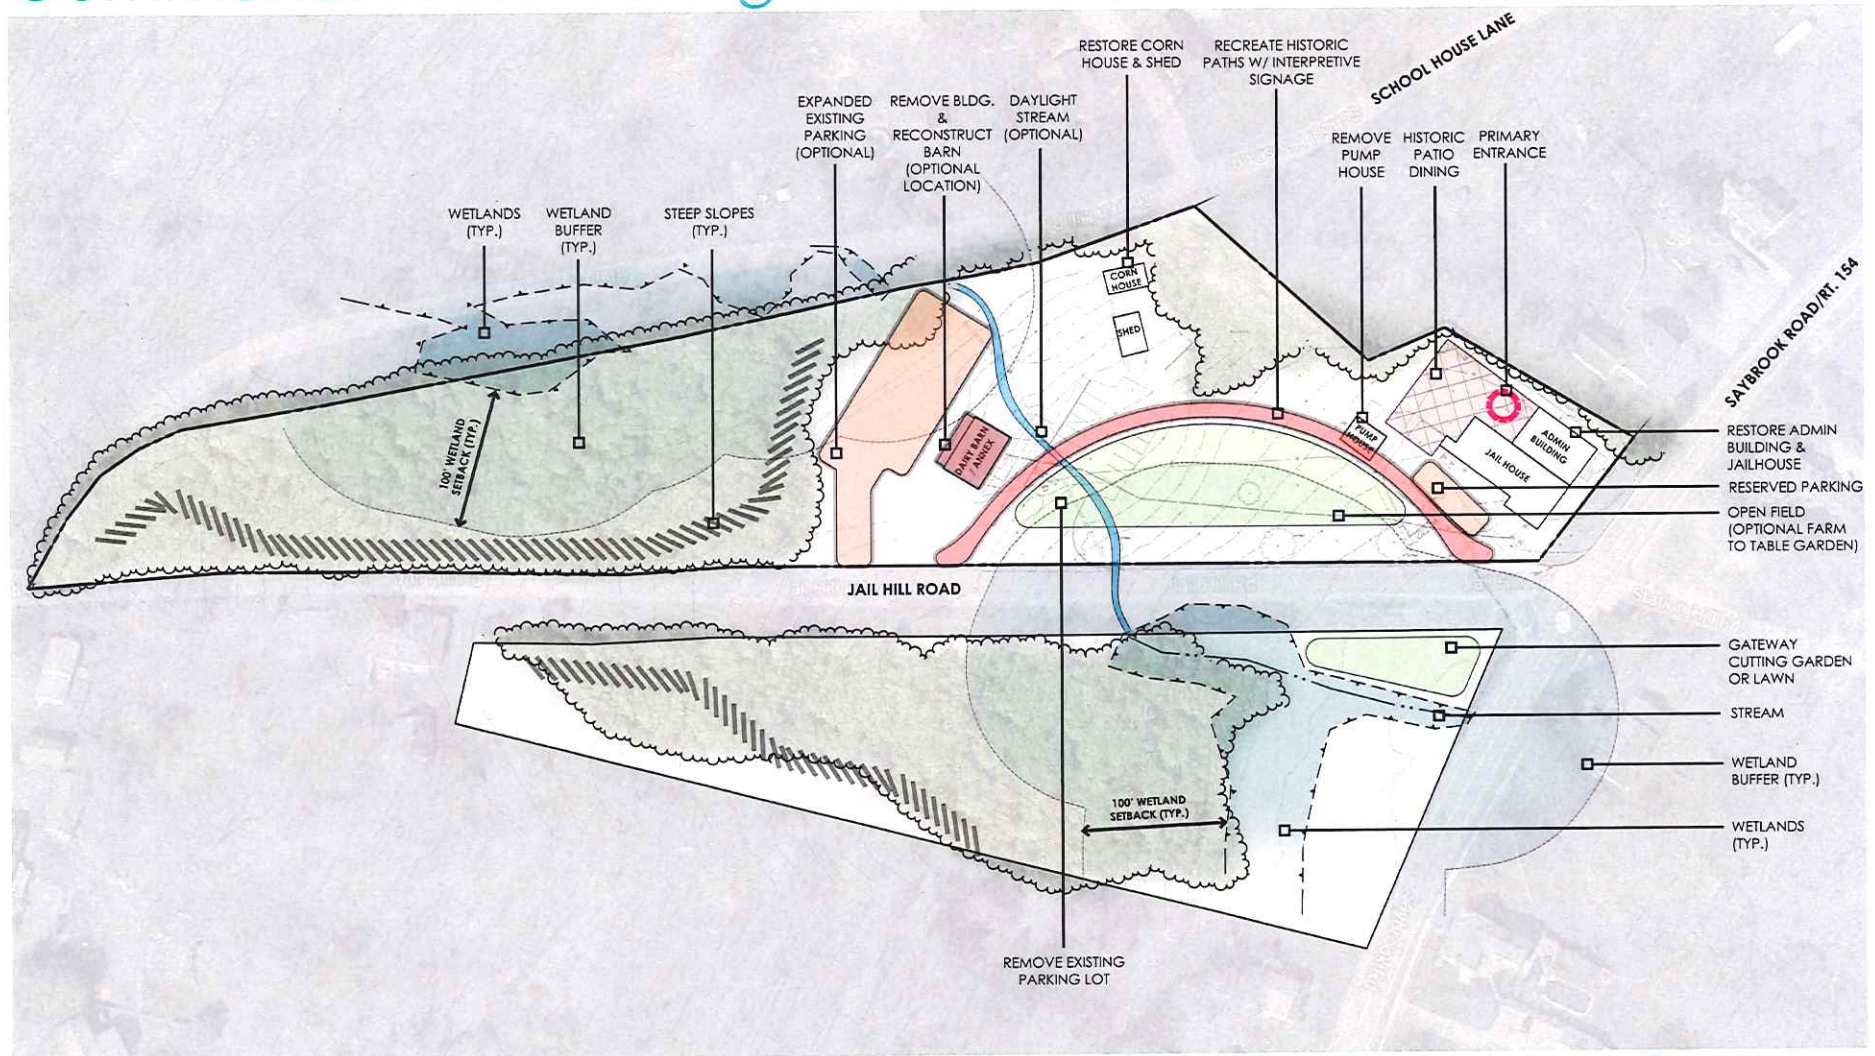 SCHOOL HOUSE LANE
RESTORE CORN
HOUSE & SHED
RECREATE HISTORIC
PATHS W/ INTERPRETIVE
SIGNAGE
EXPANDED
EXISTING
PARKING
(OPTIONAL)
REMOVE BLDG.
&
RECONSTRUCT
BARN
(OPTIONAL
LOCATION)
DAYLIGHT
STREAM
(OPTIONAL)
REMOVE
PUMP
HOUSE
HISTORIC
PATIO
DINING
PRIMARY
ENTRANCE
WETLANDS
(TYP.)
WETLAND
BUFFER
(TYP.)
STEEP SLOPES
(TYP.)
SAYBROOK ROAD/RT. 154
CORN
HOUSE
SHED
100' WETLAND
SETBACK (TYP.)
DAIRY BARN
/ ANNEX
PUMP
HOUSE
ADMIN
BUILDING
JAIL HOUSE
RESTORE ADMIN
BUILDING &
JAILHOUSE
RESERVED PARKING
OPEN FIELD
(OPTIONAL FARM
TO TABLE GARDEN)
JAIL HILL ROAD
GATEWAY
CUTTING GARDEN
OR LAWN
STREAM
WETLAND
BUFFER (TYP.)
100' WETLAND
SETBACK (TYP.)
WETLANDS
(TYP.)
REMOVE EXISTING
PARKING LOT